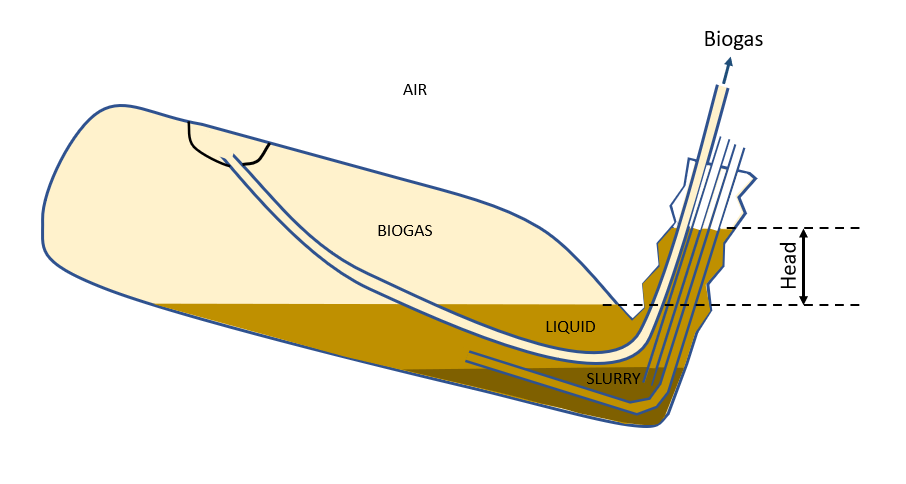 Biogas
AIR
BIOGAS
Head
LIQUID
SLURRY